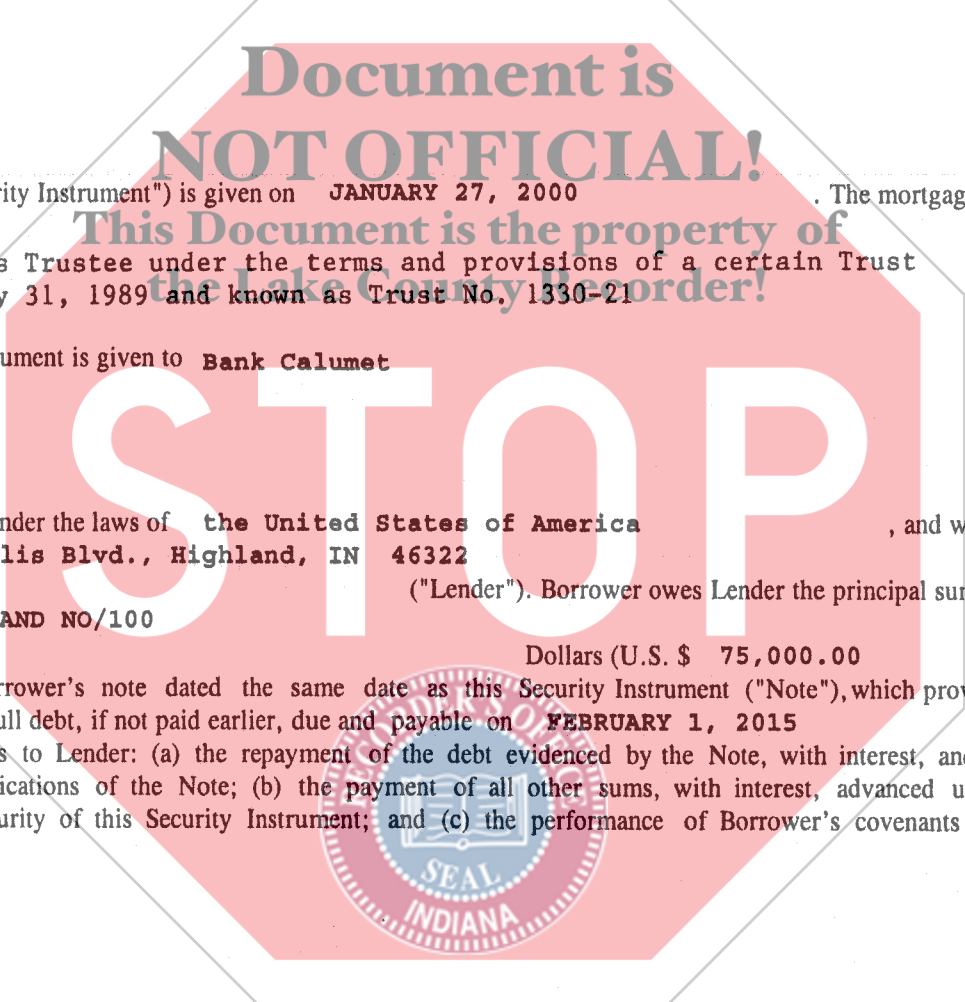 Document is
NOT OFFICIAL!
rity Instrument") is given on JANUARY 27, 2000 . The mortgag
This Document is the property of
s Trustee under the terms and provisions of a certain Trust
the Lake County Recorder!
y 31, 1989 and known as Trust No. 1330-21
ument is given to Bank Calumet
STOP
nder the laws of the United States of America , and w
lis Blvd., Highland, IN 46322
("Lender"). Borrower owes Lender the principal sum
AND NO/100
Dollars (U.S. $ 75,000.00
rrower's note dated the same date as this Security Instrument ("Note"), which prov
ull debt, if not paid earlier, due and payable on FEBRUARY 1, 2015
s to Lender: (a) the repayment of the debt evidenced by the Note, with interest, and
ications of the Note; (b) the payment of all other sums, with interest, advanced u
urity of this Security Instrument; and (c) the performance of Borrower's covenants
RECORDER'S OFFICE
SEAL
INDIANA